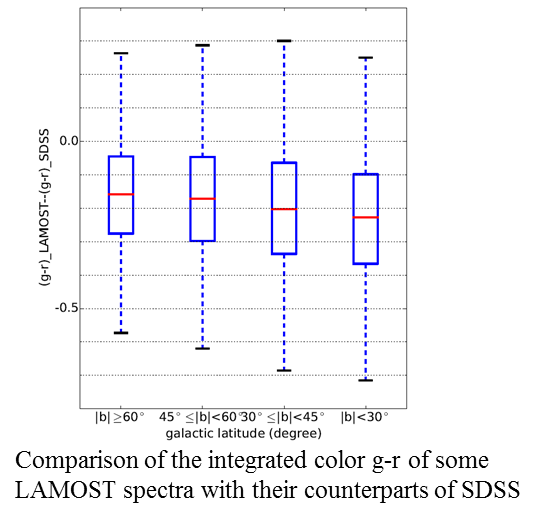 (g-r)_LAMOST--(g-r)_SDSS
0.0
-0.5
|b|≥60° 45° ≤|b|<60° 30° ≤|b|<45° |b|<30°
galactic latitude (degree)
Comparison of the integrated color g-r of some
LAMOST spectra with their counterparts of SDSS